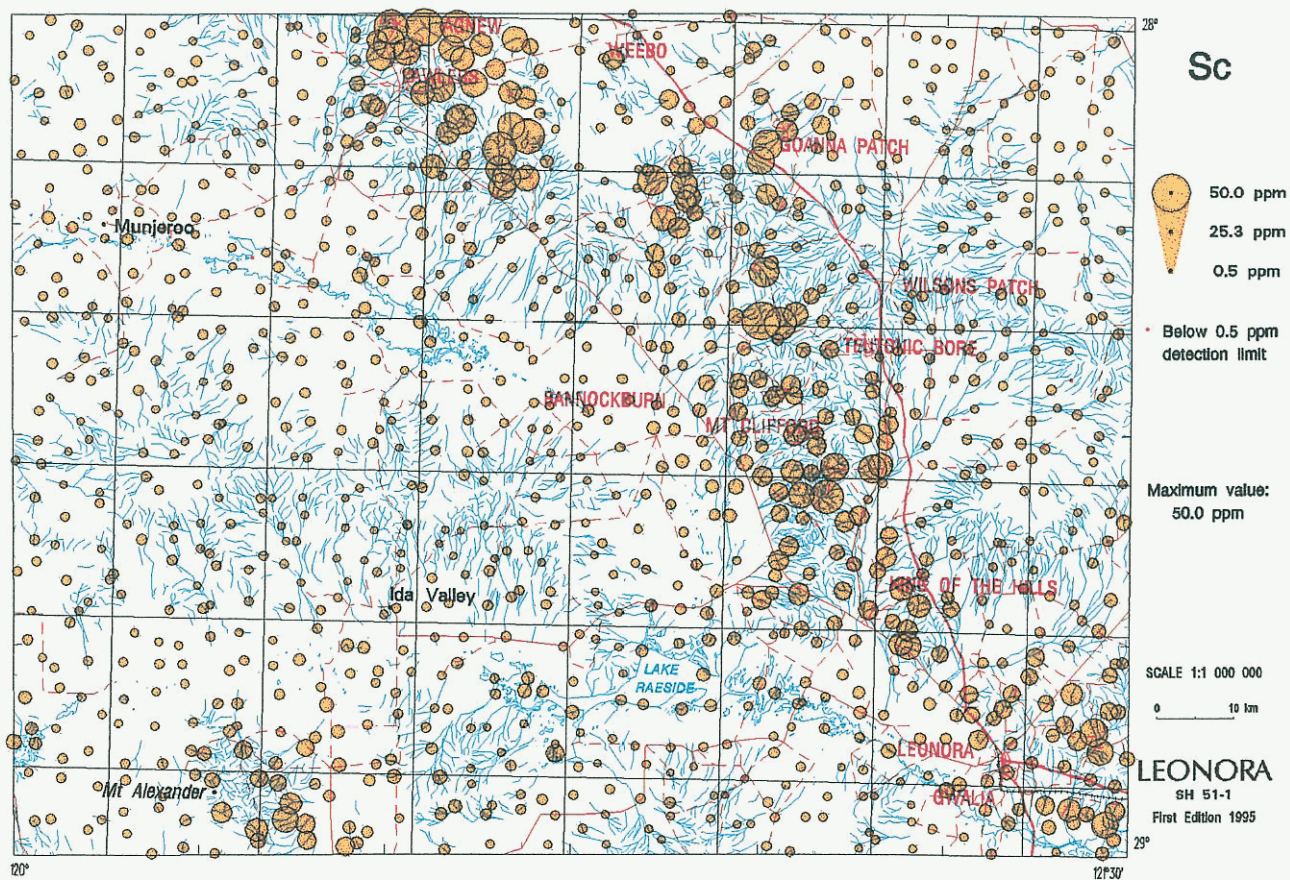 AGNEW
WEEBO
LAWLERS
GOANNA PATCH
Munjeroo
WILSONS PATCH
TEUTONIC BORE
BANNOCKBURN
MT CLIFFORD
Ida Valley
KING OF THE HILLS
LAKE
RAESIDE
LEONORA
Mt Alexander
GWALIA
120°
121°30'
28°
29°
Sc
50.0 ppm
25.3 ppm
0.5 ppm
Below 0.5 ppm
detection limit
Maximum value:
50.0 ppm
SCALE 1:1 000 000
0 10 km
LEONORA
SH 51-1
First Edition 1995